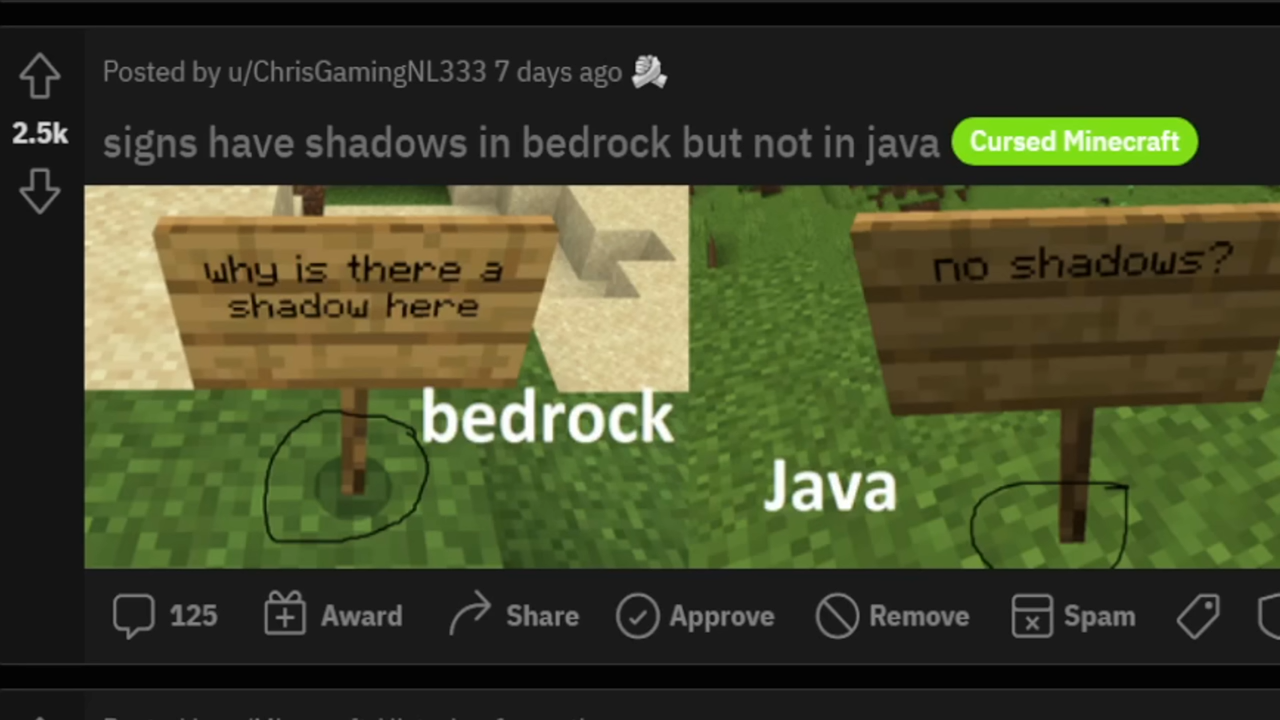 Posted by u/ChrisGamingNL333 7 days ago
2.5k
signs have shadows in bedrock but not in java Cursed Minecraft
why is there a
shadow here
bedrock
no shadows?
Java
125 Award Share Approve Remove Spam